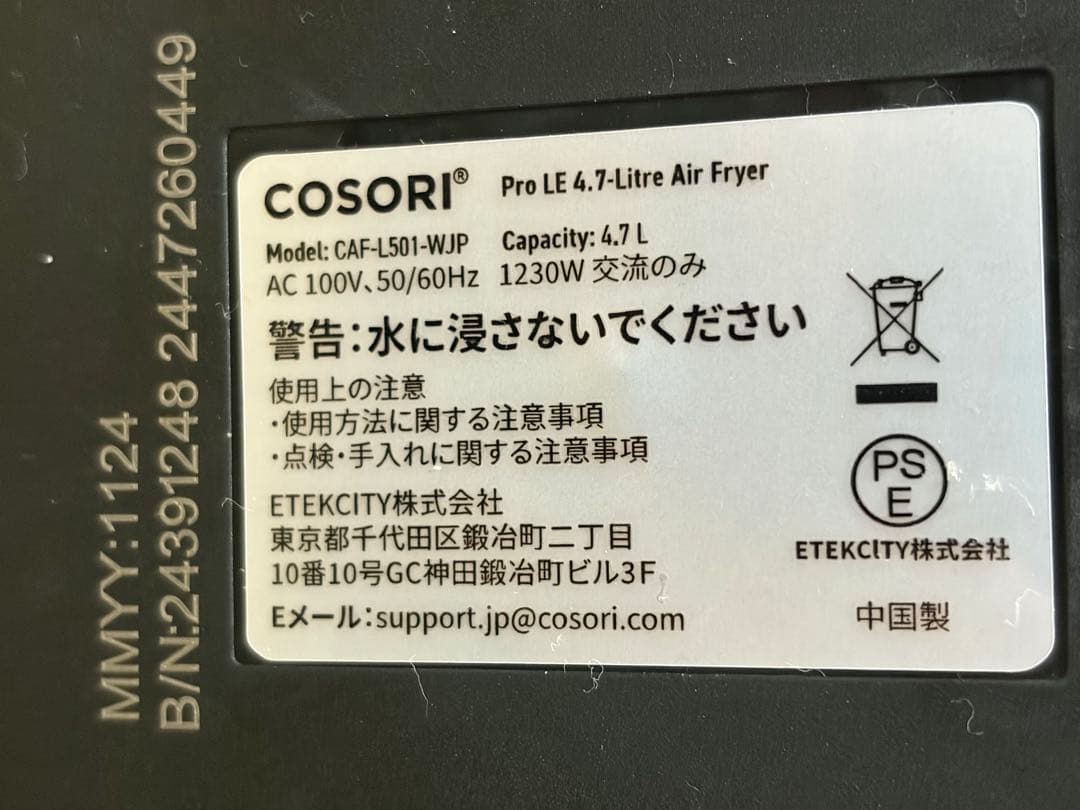 COSORI® Pro LE 4.7-Litre Air Fryer
Model: CAF-L501-WJP Capacity: 4.7 L
AC 100V、50/60Hz 1230W 交流のみ
警告：水に浸さないでください
使用上の注意
・使用方法に関する注意事項
・点検・手入れに関する注意事項
ETEKCITY株式会社
東京都千代田区鍛冶町二丁目
10番10号GC神田鍛冶町ビル3F
Eメール：support.jp@cosori.com
PS
E
ETEKCITY株式会社
中国製
MMYY:1124
B/N:24391248 2447260449